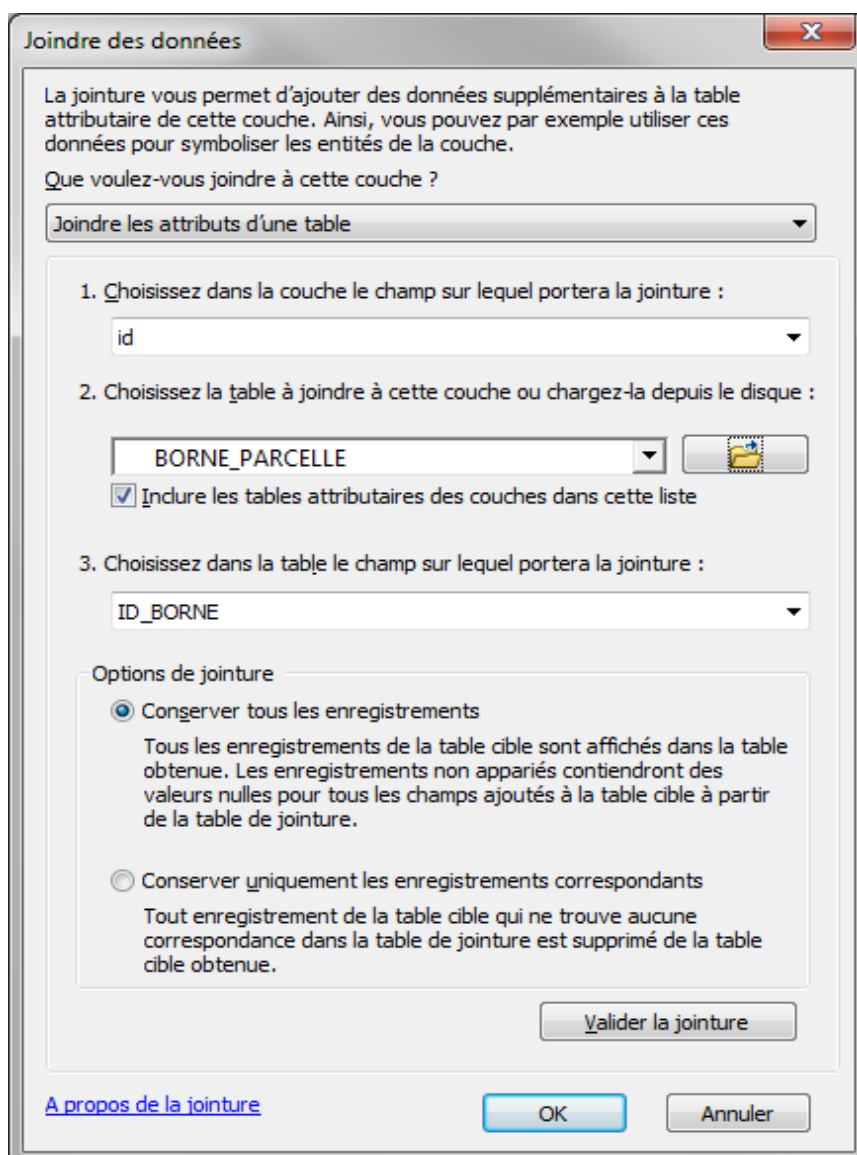 Joindre des données
La jointure vous permet d'ajouter des données supplémentaires à la table
attributaire de cette couche. Ainsi, vous pouvez par exemple utiliser ces
données pour symboliser les entités de la couche.
Que voulez-vous joindre à cette couche ?
Joindre les attributs d'une table
1. Choisissez dans la couche le champ sur lequel portera la jointure :
id
2. Choisissez la table à joindre à cette couche ou chargez-la depuis le disque :
BORNE_PARCELLE
Inclure les tables attributaires des couches dans cette liste
3. Choisissez dans la table le champ sur lequel portera la jointure :
ID_BORNE
Options de jointure
Conserver tous les enregistrements
Tous les enregistrements de la table cible sont affichés dans la table
obtenue. Les enregistrements non appariés contiendront des
valeurs nulles pour tous les champs ajoutés à la table cible à partir
de la table de jointure.
Conserver uniquement les enregistrements correspondants
Tout enregistrement de la table cible qui ne trouve aucune
correspondance dans la table de jointure est supprimé de la table
cible obtenue.
Valider la jointure
A propos de la jointure
OK
Annuler